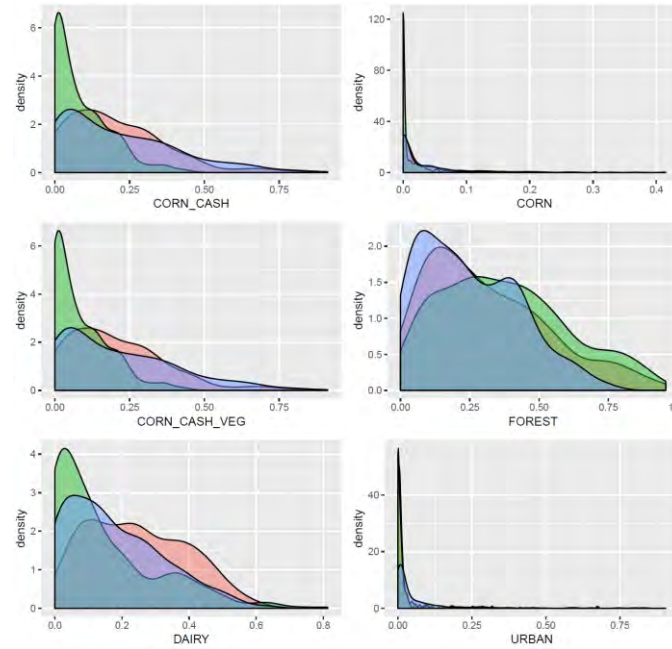 density
6
4
2
0
0.00 0.25 0.50 0.75
CORN_CASH
density
120
80
40
0
0.0 0.1 0.2 0.3 0.4
CORN
density
6
4
2
0
0.00 0.25 0.50 0.75
CORN_CASH_VEG
density
2.0
1.5
1.0
0.5
0.0
0.00 0.25 0.50 0.75
FOREST
density
4
3
2
1
0
0.0 0.2 0.4 0.6 0.8
DAIRY
density
40
20
0
0.00 0.25 0.50 0.75
URBAN